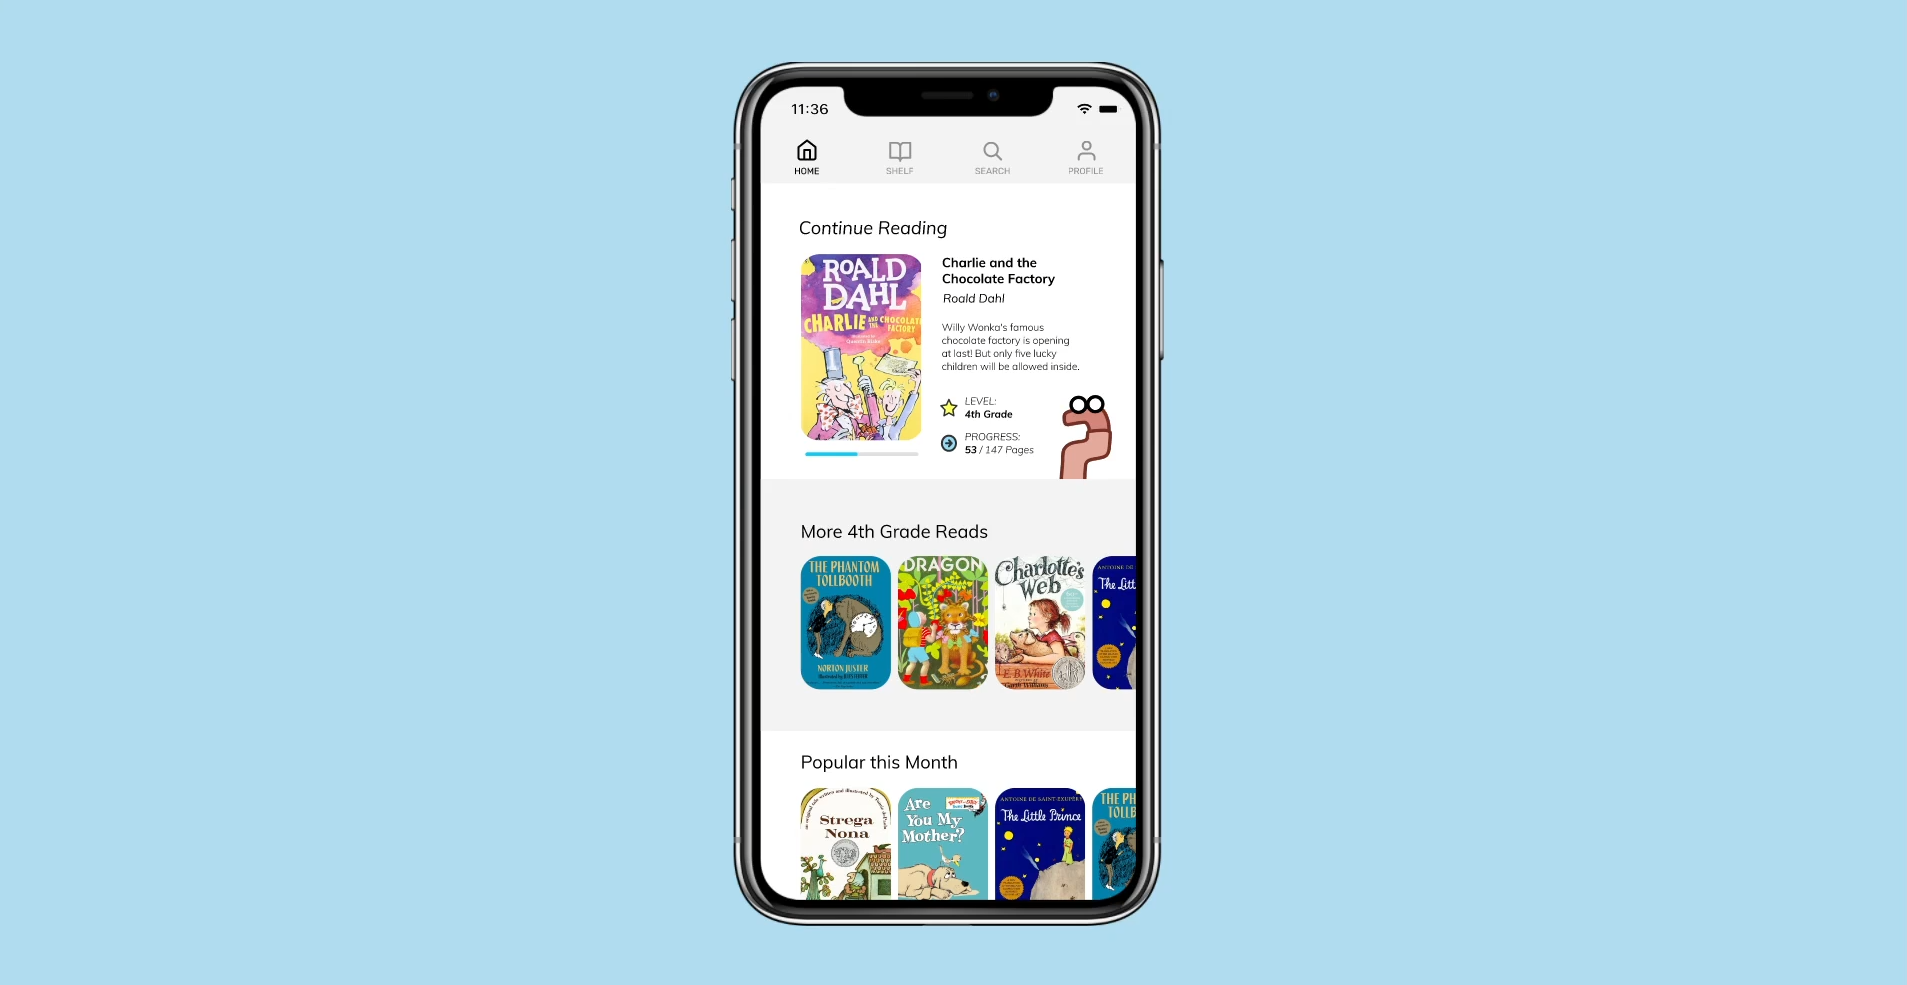 11:36
HOME
SHELF
SEARCH
PROFILE
Continue Reading
ROALD
DAHL
CHARLIE AND THE CHOCOLATE
FACTORY
Charlie and the
Chocolate Factory
Roald Dahl
Willy Wonka's famous
chocolate factory is opening
at last! But only five lucky
children will be allowed inside.
LEVEL:
4th Grade
PROGRESS:
53 / 147 Pages
More 4th Grade Reads
THE PHANTOM
TOLLBOOTH
NORTON JUSTER
DRAGON
Charlotte's
Web
E. B. White
Garth Williams
ANTOINE DE
The Litt
Popular this Month
Strega
Nona
Are
You My
Mother?
ANTOINE DE SAINT-EXUPÉRY
The Little Prince
THE PH
TOLLB